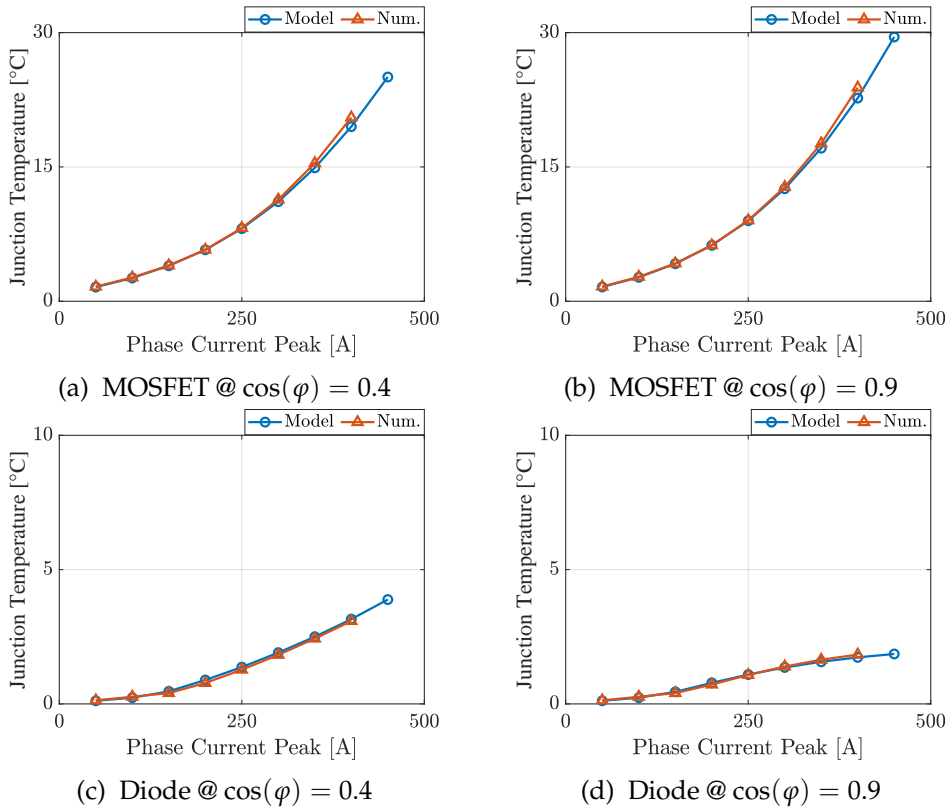 Model Num.
30
15
0
Junction Temperature [°C]
0 250 500
Phase Current Peak [A]
(a) MOSFET @ cos(φ) = 0.4
Model Num.
30
15
0
Junction Temperature [°C]
0 250 500
Phase Current Peak [A]
(b) MOSFET @ cos(φ) = 0.9
Model Num.
10
5
0
Junction Temperature [°C]
0 250 500
Phase Current Peak [A]
(c) Diode @ cos(φ) = 0.4
Model Num.
10
5
0
Junction Temperature [°C]
0 250 500
Phase Current Peak [A]
(d) Diode @ cos(φ) = 0.9